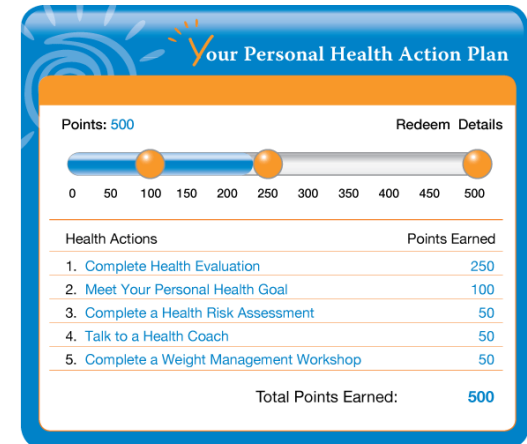 Your Personal Health Action Plan
Points: 500 Redeem Details
0 50 100 150 200 250 300 350 400 450 500
Health Actions Points Earned
1. Complete Health Evaluation 250
2. Meet Your Personal Health Goal 100
3. Complete a Health Risk Assessment 50
4. Talk to a Health Coach 50
5. Complete a Weight Management Workshop 50
Total Points Earned: 500